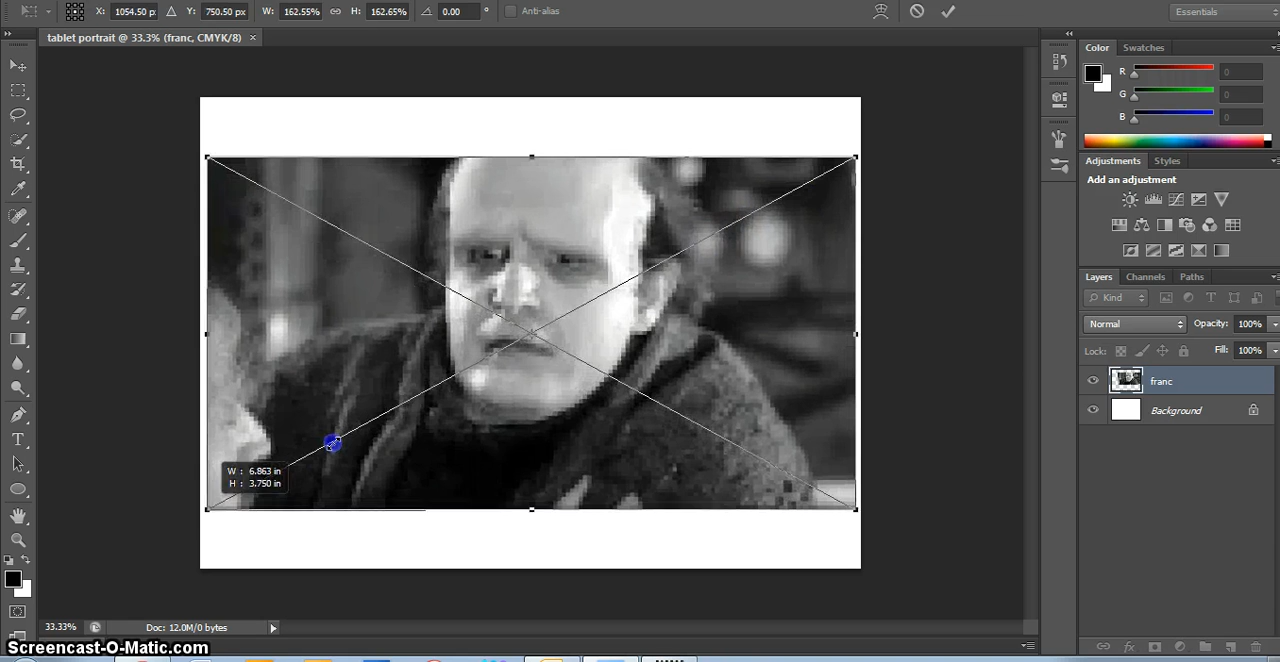 X: 1054.50 px Y: 750.50 px W: 162.55% H: 162.65% 0.00 ° Anti-alias Essentials
tablet portrait @ 33.3% (franc, CMYK/8) ×
Color Swatches
R 0
G 0
B 0
Adjustments Styles
Add an adjustment
Layers Channels Paths
Kind T
Normal Opacity: 100%
Lock: Fill: 100%
franc
Background
W : 6.863 in
H : 3.750 in
T
33.33% Doc: 12.0M/0 bytes
fx
Screencast-O-Matic.com